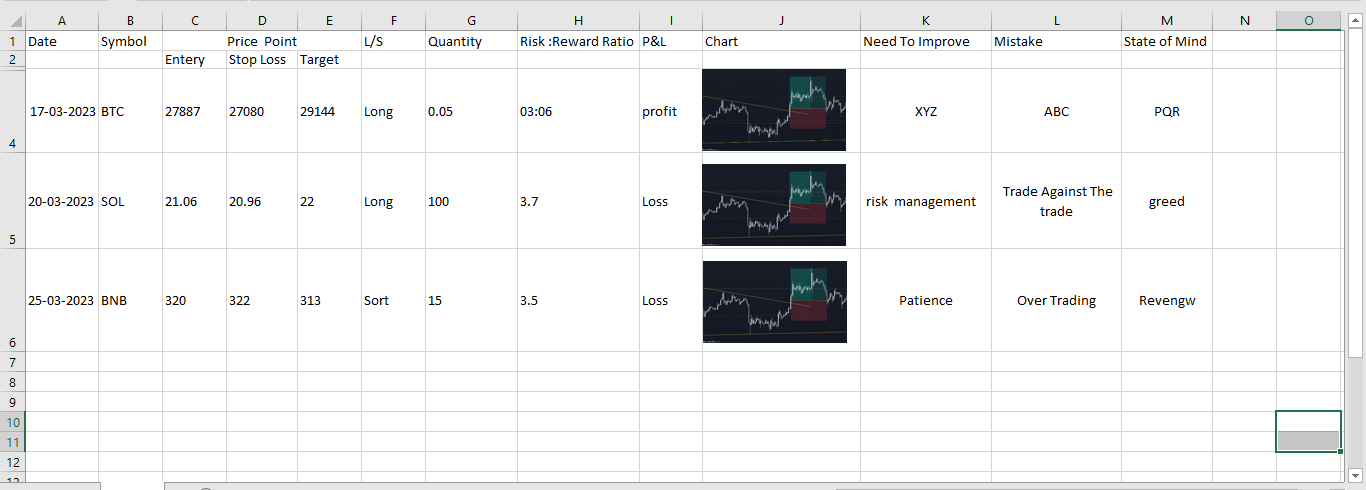 A B C D E F G H I J K L M N O
1 Date Symbol Price Point L/S Quantity Risk :Reward Ratio P&L Chart Need To Improve Mistake State of Mind
2 Entery Stop Loss Target
4 17-03-2023 BTC 27887 27080 29144 Long 0.05 03:06 profit XYZ ABC PQR
5 20-03-2023 SOL 21.06 20.96 22 Long 100 3.7 Loss risk management Trade Against The
trade greed
6 25-03-2023 BNB 320 322 313 Sort 15 3.5 Loss Patience Over Trading Revengw
7
8
9
10
11
12